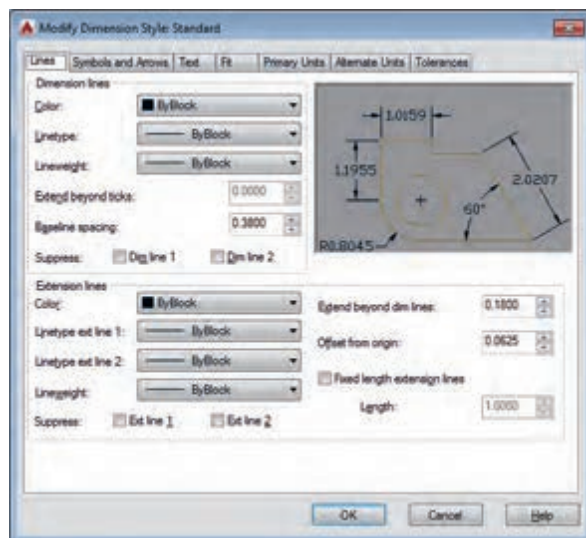 Modify Dimension Style: Standard
Lines Symbols and Arrows Text Fit Primary Units Alternate Units Tolerances
Dimension lines
Color: ByBlock
Linetype: ByBlock
Lineweight: ByBlock
Extend beyond ticks: 0.0000
Baseline spacing: 0.3800
Suppress: Dim line 1 Dim line 2
1.0159
1.1955
2.0207
60°
R0.8045
Extension lines
Color: ByBlock
Linetype ext line 1: ByBlock
Linetype ext line 2: ByBlock
Lineweight: ByBlock
Suppress: Ext line 1 Ext line 2
Extend beyond dim lines: 0.1800
Offset from origin: 0.0625
Fixed length extension lines
Length: 1.0000
OK Cancel Help